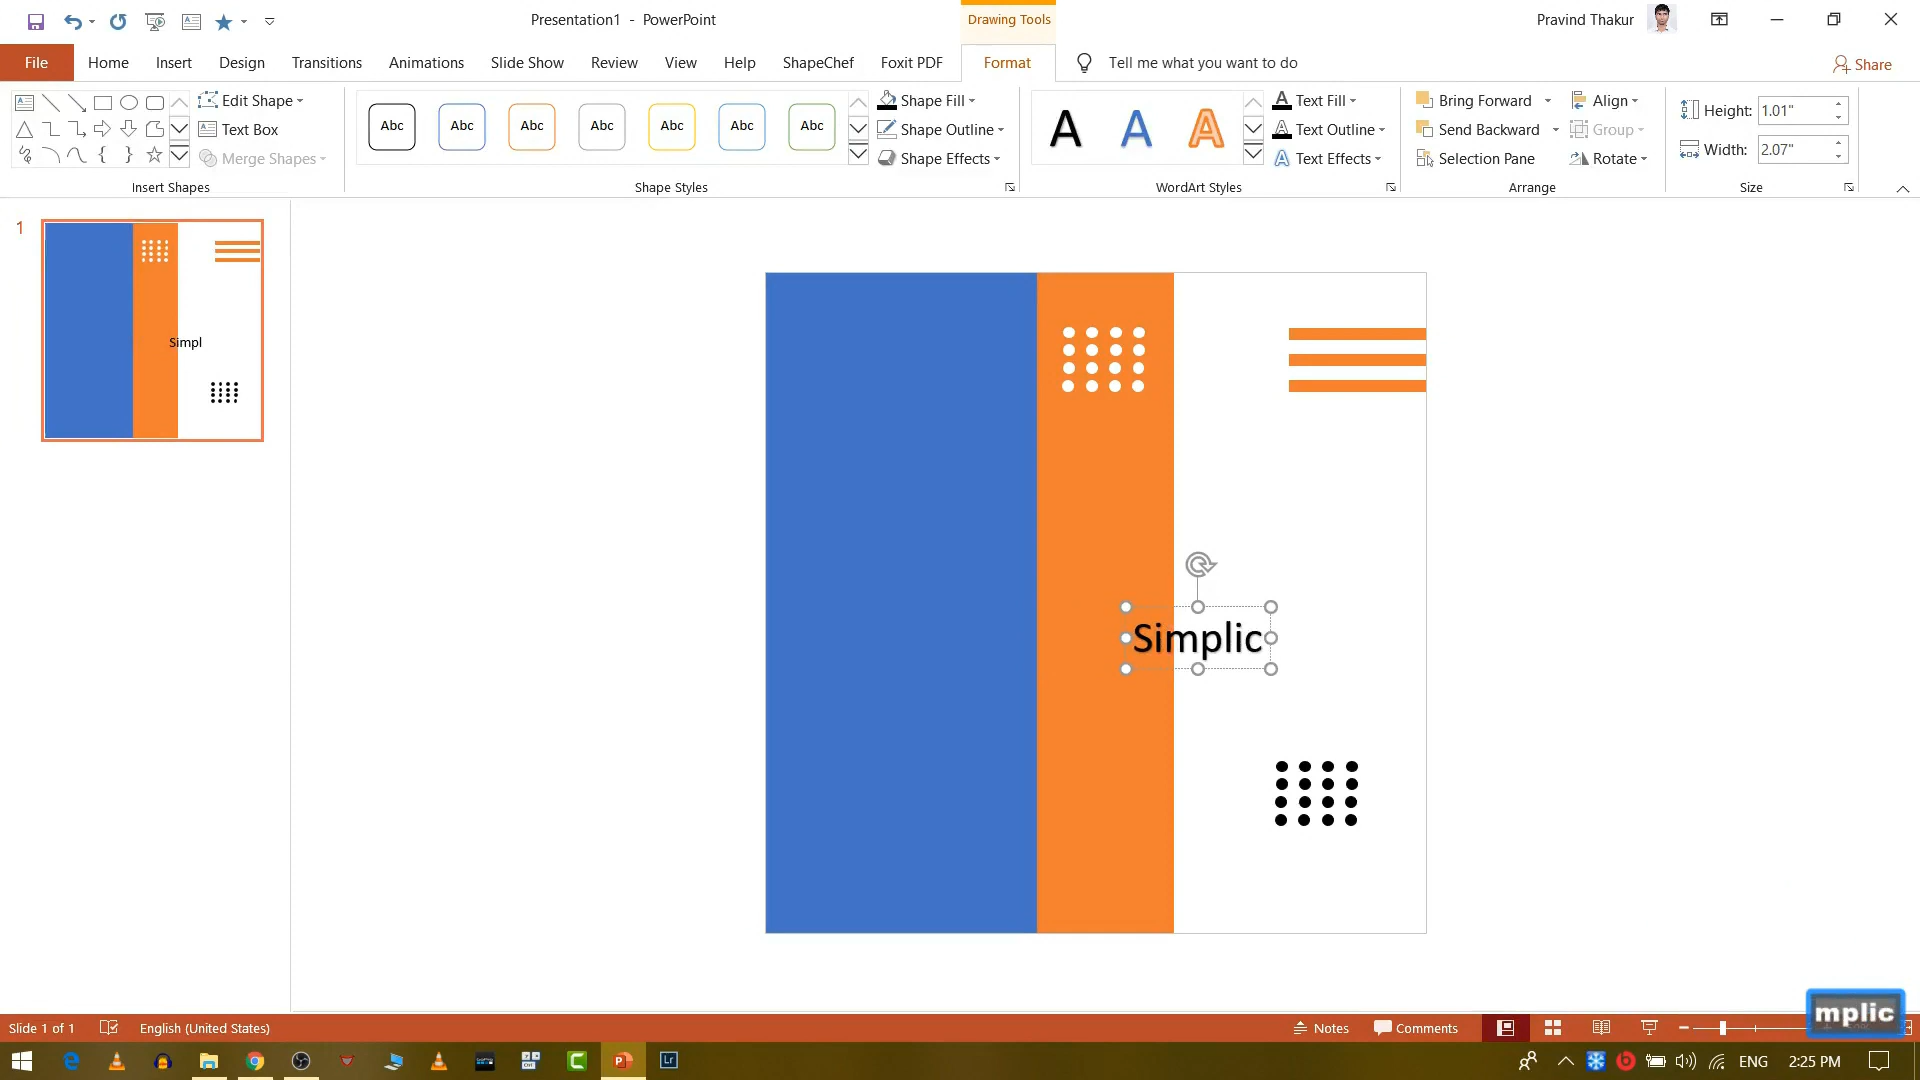 Presentation1 - PowerPoint
Drawing Tools
Pravind Thakur
File Home Insert Design Transitions Animations Slide Show Review View Help ShapeChef Foxit PDF Format Tell me what you want to do Share
Edit Shape
Text Box
Merge Shapes
Insert Shapes
Abc Abc Abc Abc Abc Abc Abc
Shape Fill
Shape Outline
Shape Effects
Shape Styles
A A A
Text Fill
Text Outline
Text Effects
WordArt Styles
Bring Forward
Send Backward
Selection Pane
Align
Group
Rotate
Arrange
Height: 1.01"
Width: 2.07"
Size
1
Simpl
Simplic
mplic
Slide 1 of 1 English (United States) Notes Comments
ENG 2:25 PM